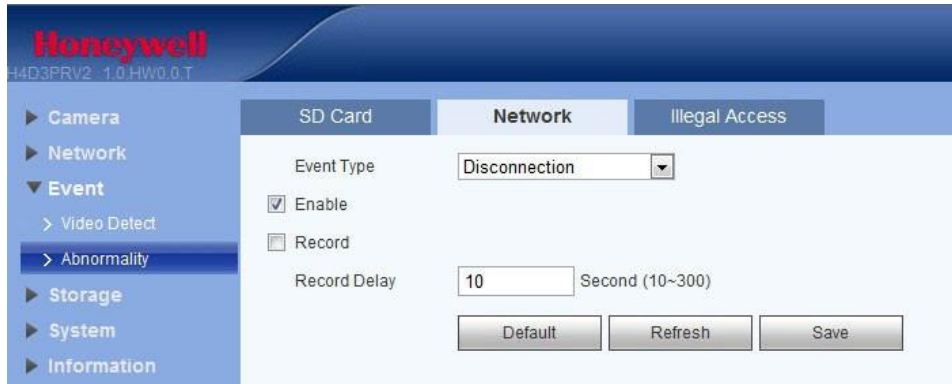 Honeywell
H4D3PRV2 1.0.HW0.0.T
Camera
Network
Event
Video Detect
Abnormality
Storage
System
Information
SD Card
Network
Illegal Access
Event Type
Disconnection
Enable
Record
Record Delay
10
Second (10~300)
Default
Refresh
Save